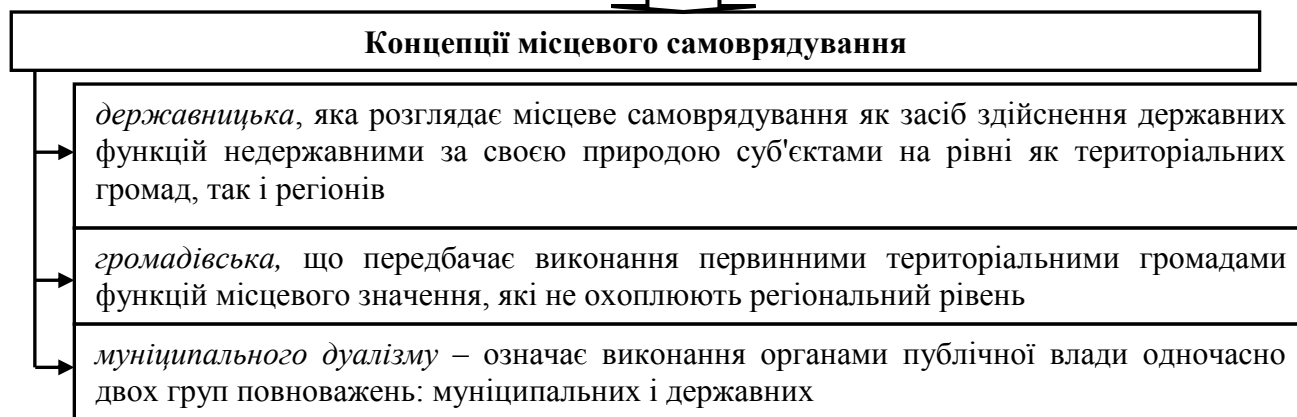 Концепції місцевого самоврядування
державницька, яка розглядає місцеве самоврядування як засіб здійснення державних
функцій недержавними за своєю природою суб'єктами на рівні як територіальних
громад, так і регіонів
громадівська, що передбачає виконання первинними територіальними громадами
функцій місцевого значення, які не охоплюють регіональний рівень
муніципального дуалізму – означає виконання органами публічної влади одночасно
двох груп повноважень: муніципальних і державних